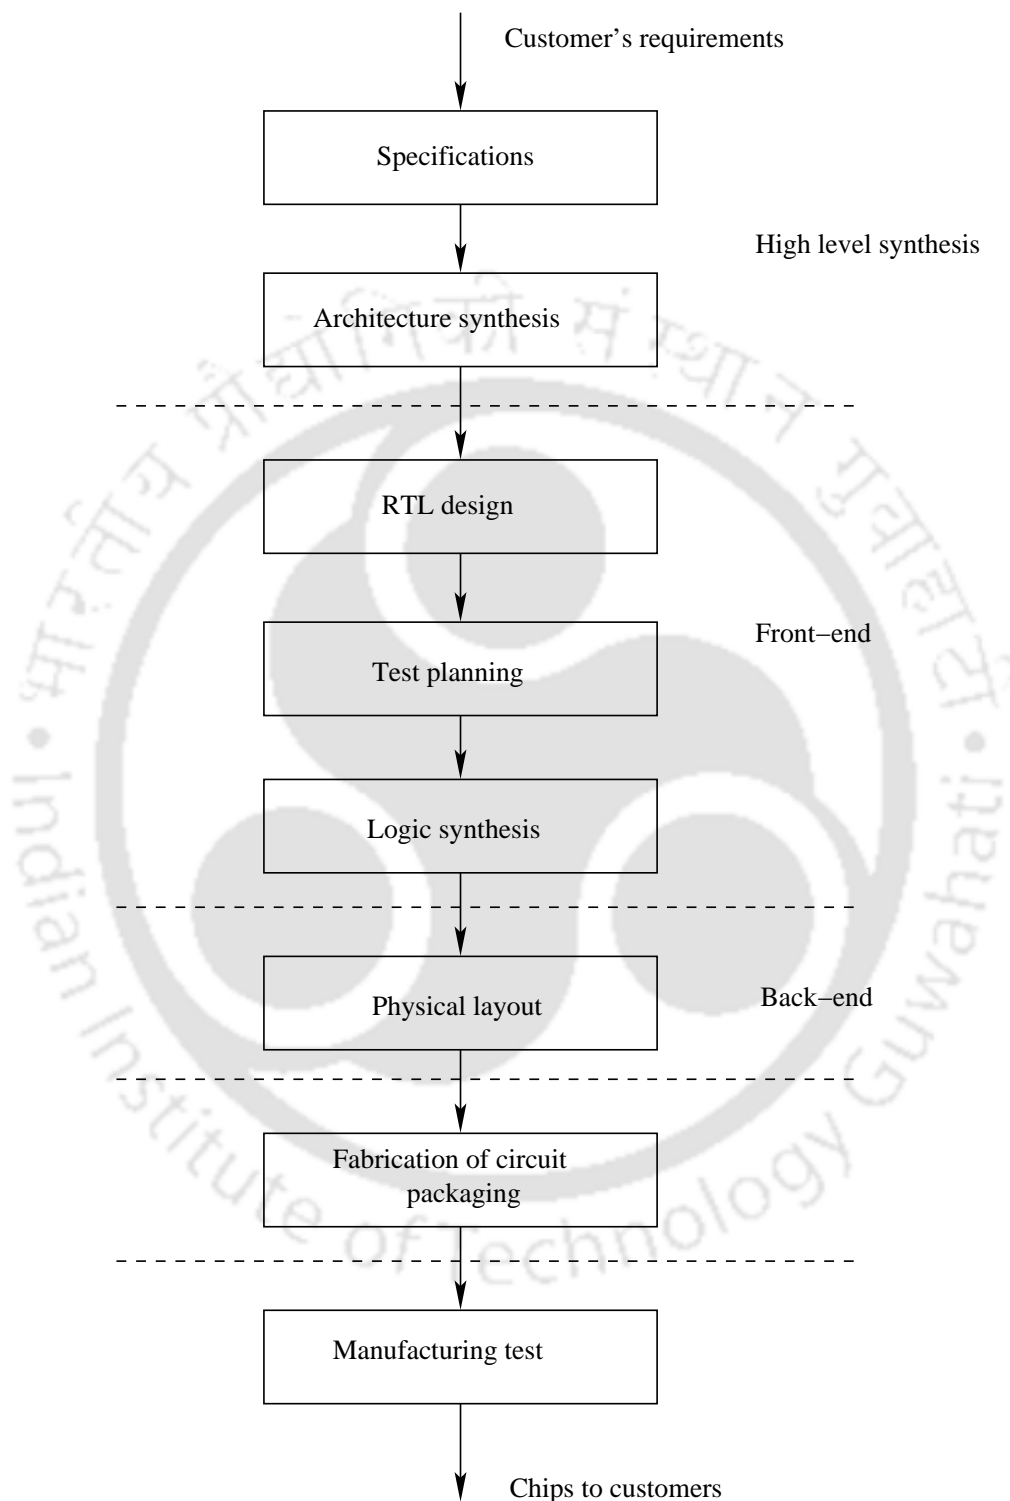 Customer’s requirements
Specifications
High level synthesis
Architecture synthesis
भारतीय प्रौद्योगिकी संस्थान गुवाहाटी
RTL design
Front−end
Test planning
Logic synthesis
Back−end
Physical layout
Fabrication of circuit
packaging
Indian Institute of Technology Guwahati
Manufacturing test
Chips to customers